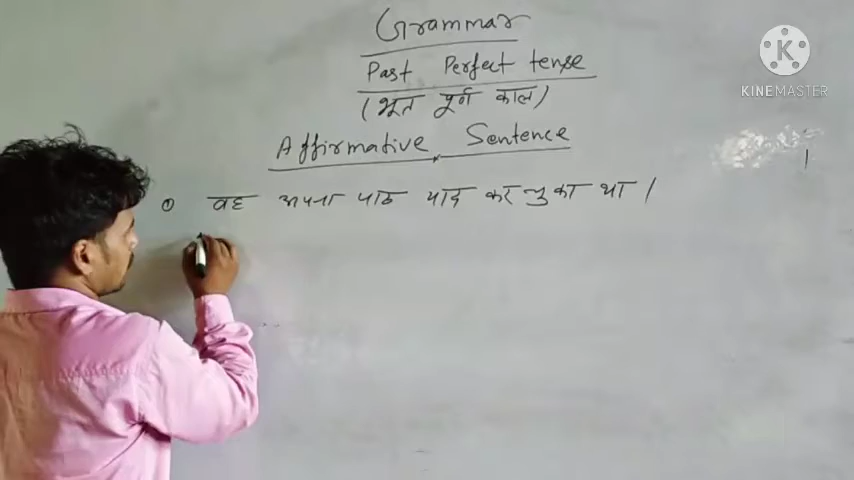 Grammar
Past Perfect tense
(भूत पूर्ण काल)
Affirmative Sentence
① वह अपना पाठ याद कर चुका था।
K
KINEMASTER